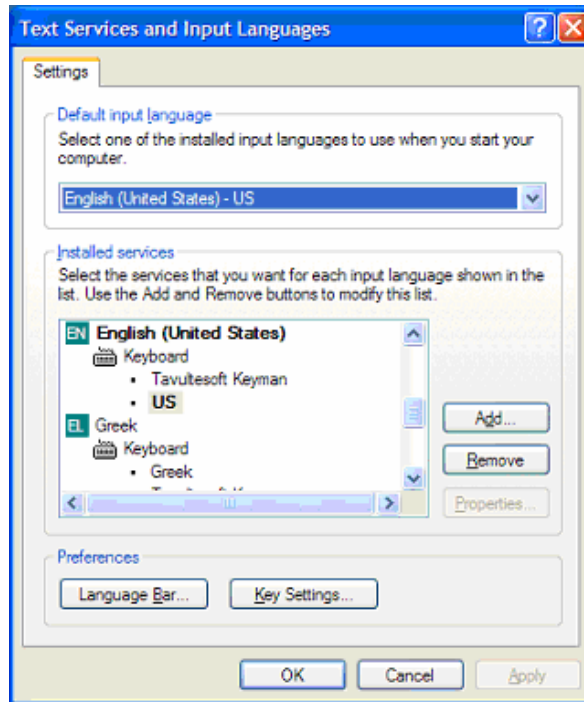 Text Services and Input Languages
Settings
Default input language
Select one of the installed input languages to use when you start your
computer.
English (United States) - US
Installed services
Select the services that you want for each input language shown in the
list. Use the Add and Remove buttons to modify this list.
EN English (United States)
Keyboard
• Tavultesoft Keyman
• US
EL Greek
Keyboard
• Greek
Add...
Remove
Properties...
Preferences
Language Bar...
Key Settings...
OK
Cancel
Apply